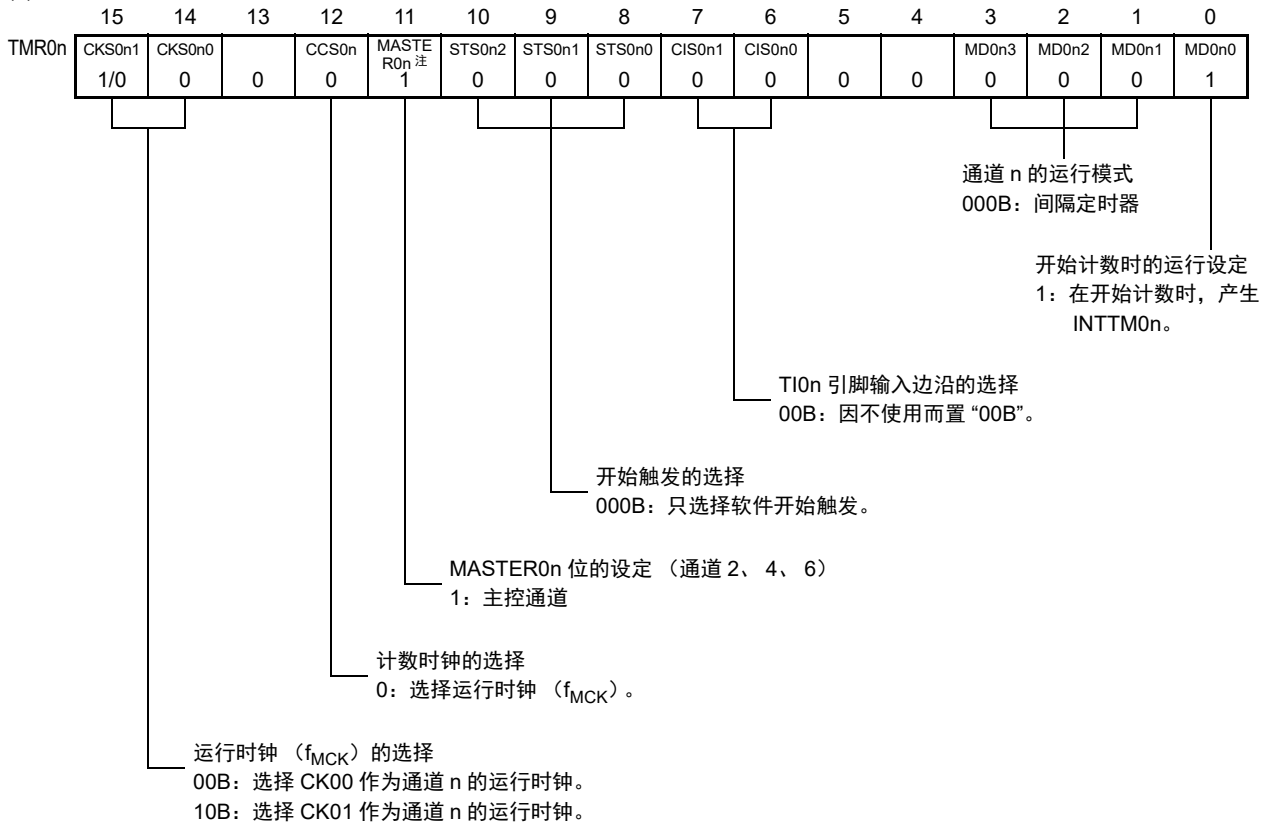 15 14 13 12 11 10 9 8 7 6 5 4 3 2 1 0
TMR0n CKS0n1 CKS0n0 CCS0n MASTE STS0n2 STS0n1 STS0n0 CIS0n1 CIS0n0 MD0n3 MD0n2 MD0n1 MD0n0
R0n 注
1/0 0 0 0 1 0 0 0 0 0 0 0 0 0 0 1
通道 n 的运行模式
000B：间隔定时器
开始计数时的运行设定
1：在开始计数时，产生
INTTM0n。
TI0n 引脚输入边沿的选择
00B：因不使用而置 “00B”。
开始触发的选择
000B：只选择软件开始触发。
MASTER0n 位的设定 （通道 2、 4、 6）
1：主控通道
计数时钟的选择
0：选择运行时钟 （fMCK）。
运行时钟 （fMCK）的选择
00B：选择 CK00 作为通道 n 的运行时钟。
10B：选择 CK01 作为通道 n 的运行时钟。